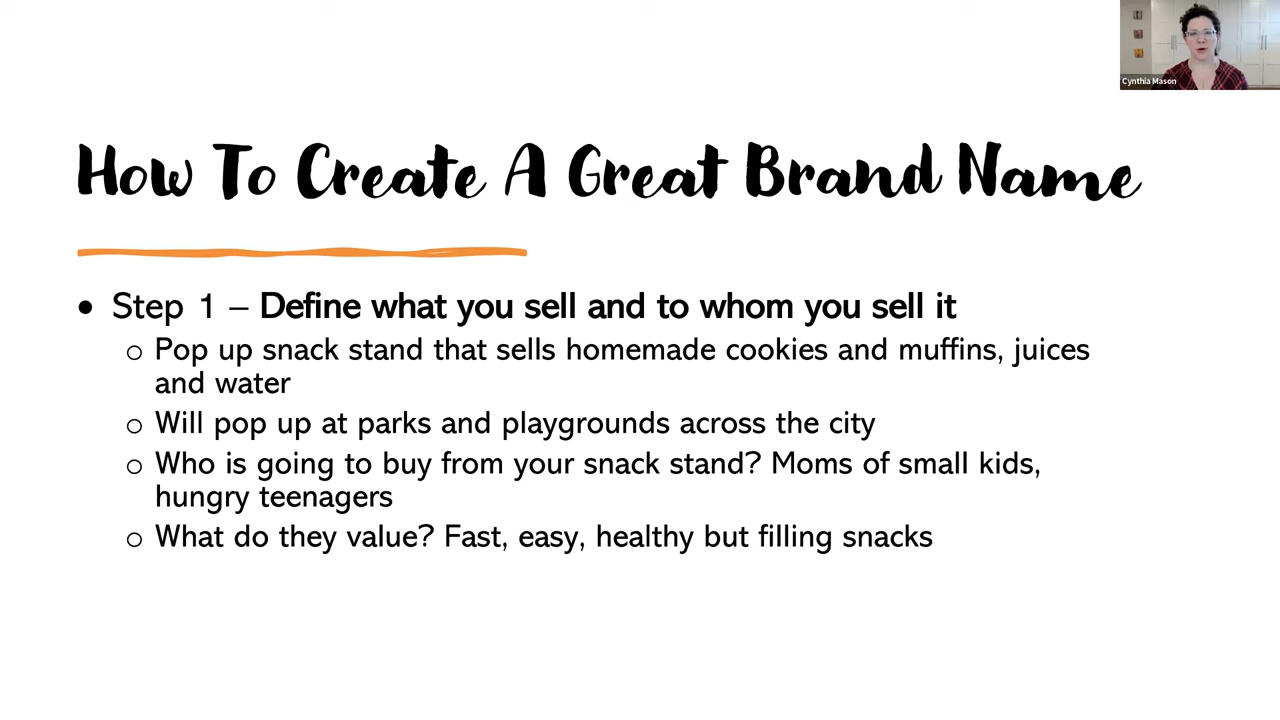 Cynthia Mason
How To Create A Great Brand Name
• Step 1 – Define what you sell and to whom you sell it
o Pop up snack stand that sells homemade cookies and muffins, juices
and water
o Will pop up at parks and playgrounds across the city
o Who is going to buy from your snack stand? Moms of small kids,
hungry teenagers
o What do they value? Fast, easy, healthy but filling snacks